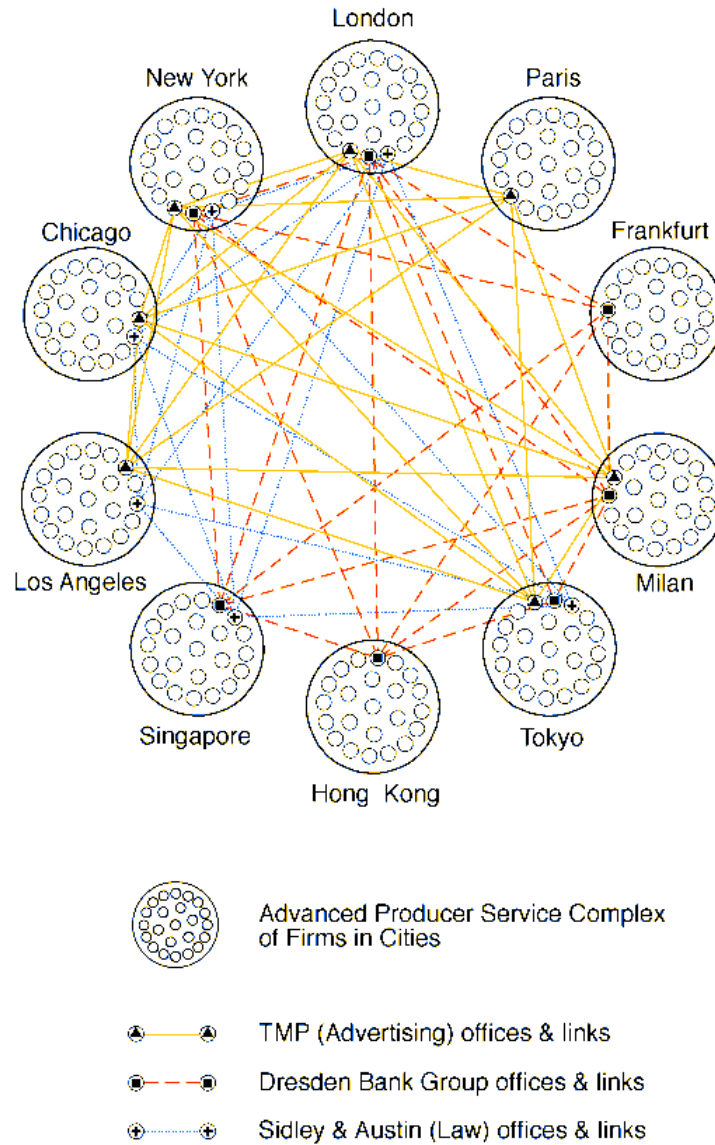 London
New York
Paris
Chicago
Frankfurt
Los Angeles
Milan
Singapore
Tokyo
Hong Kong
Advanced Producer Service Complex
of Firms in Cities
TMP (Advertising) offices & links
Dresden Bank Group offices & links
Sidley & Austin (Law) offices & links